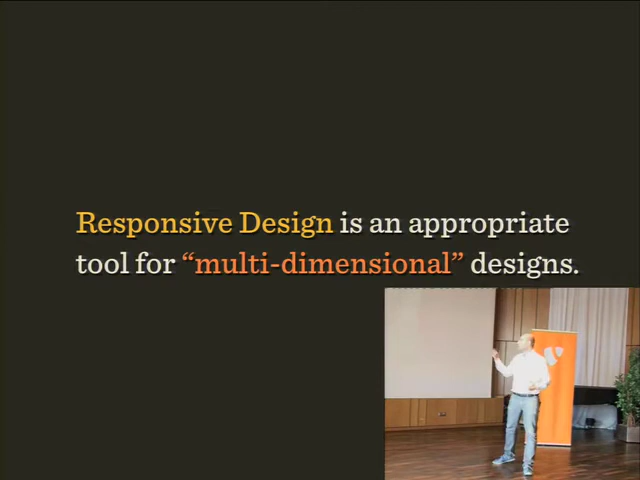 Responsive Design is an appropriate
tool for “multi-dimensional” designs.